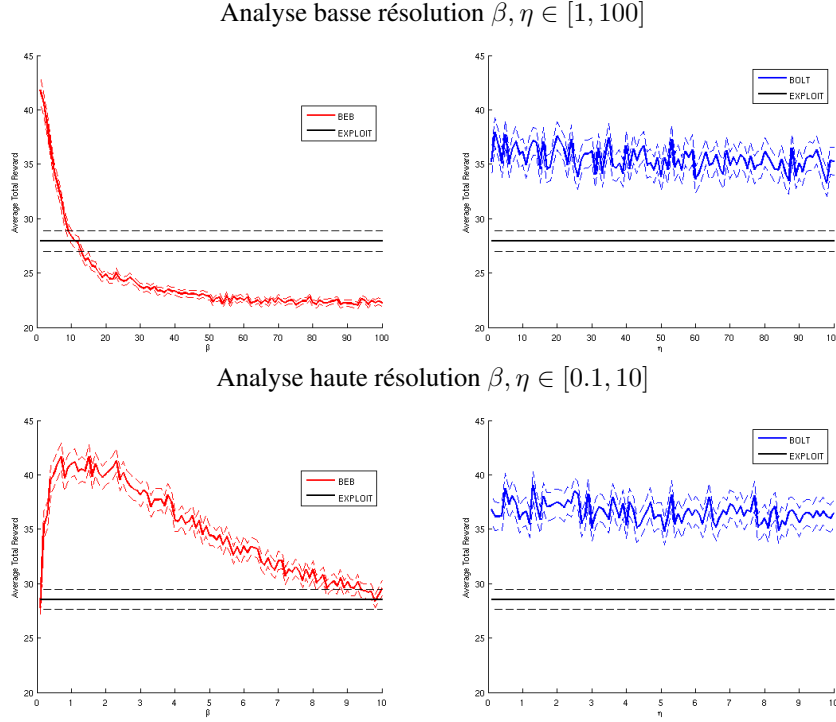 Analyse basse résolution β, η ∈ [1, 100]
45
40
35
30
25
20
Average Total Reward
BEB
EXPLOIT
0 10 20 30 40 50 60 70 80 90 100
β
45
40
35
30
25
20
Average Total Reward
BOLT
EXPLOIT
0 10 20 30 40 50 60 70 80 90 100
η
Analyse haute résolution β, η ∈ [0.1, 10]
45
40
35
30
25
20
Average Total Reward
BEB
EXPLOIT
0 1 2 3 4 5 6 7 8 9 10
β
45
40
35
30
25
20
Average Total Reward
BOLT
EXPLOIT
0 1 2 3 4 5 6 7 8 9 10
η